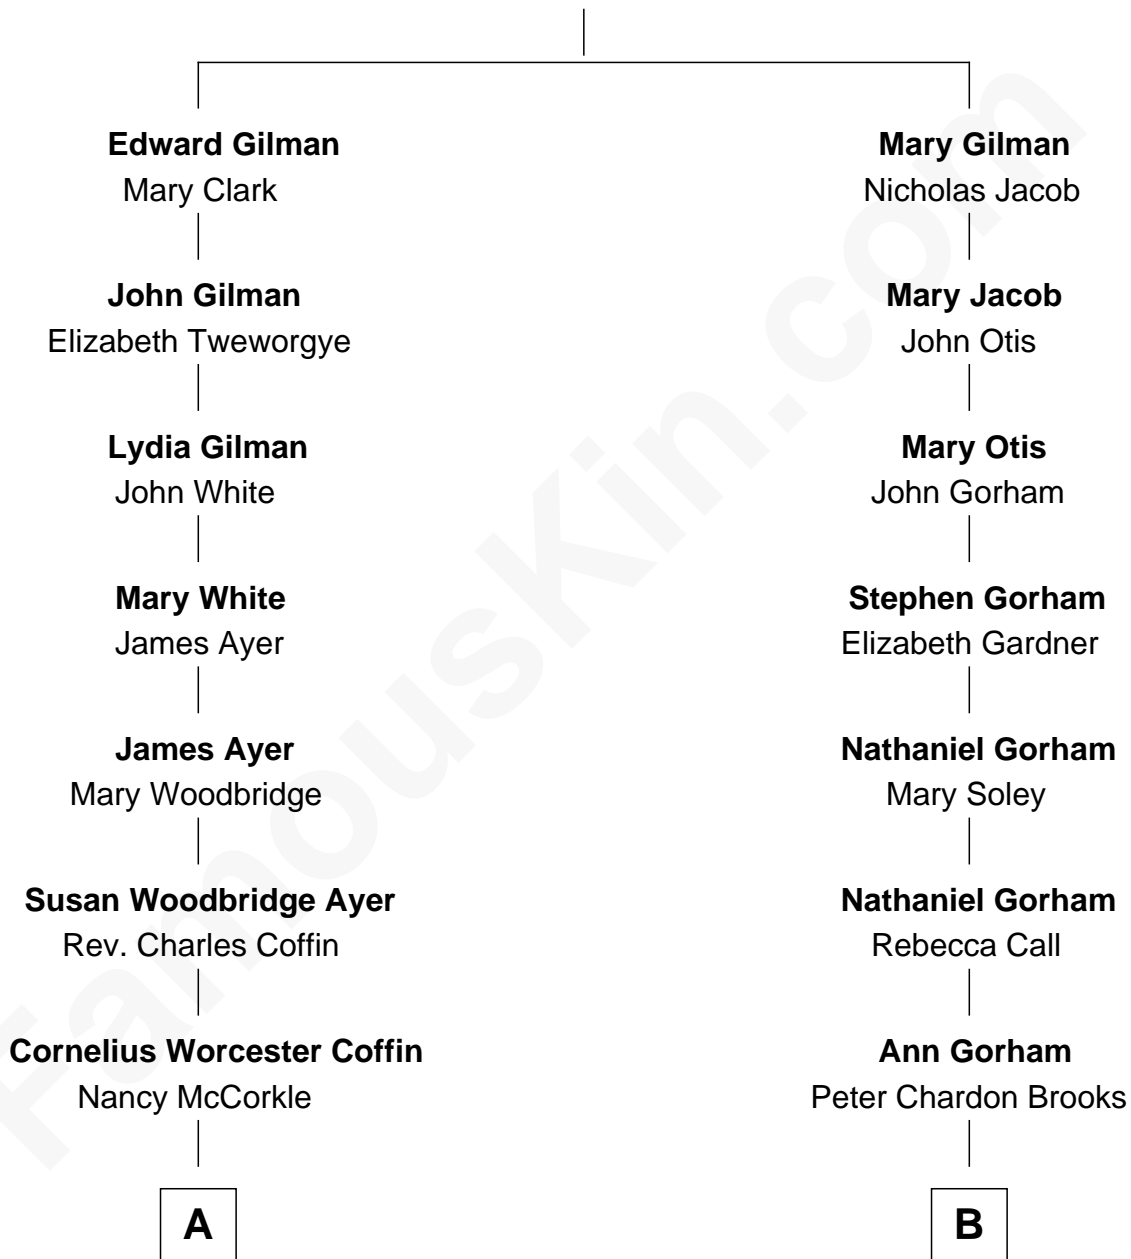 Edward Gilman
Mary Clark
John Gilman
Elizabeth Tweworgye
Lydia Gilman
John White
Mary White
James Ayer
James Ayer
Mary Woodbridge
Susan Woodbridge Ayer
Rev. Charles Coffin
Cornelius Worcester Coffin
Nancy McCorkle
A
Mary Gilman
Nicholas Jacob
Mary Jacob
John Otis
Mary Otis
John Gorham
Stephen Gorham
Elizabeth Gardner
Nathaniel Gorham
Mary Soley
Nathaniel Gorham
Rebecca Call
Ann Gorham
Peter Chardon Brooks
B
FamousKin.com